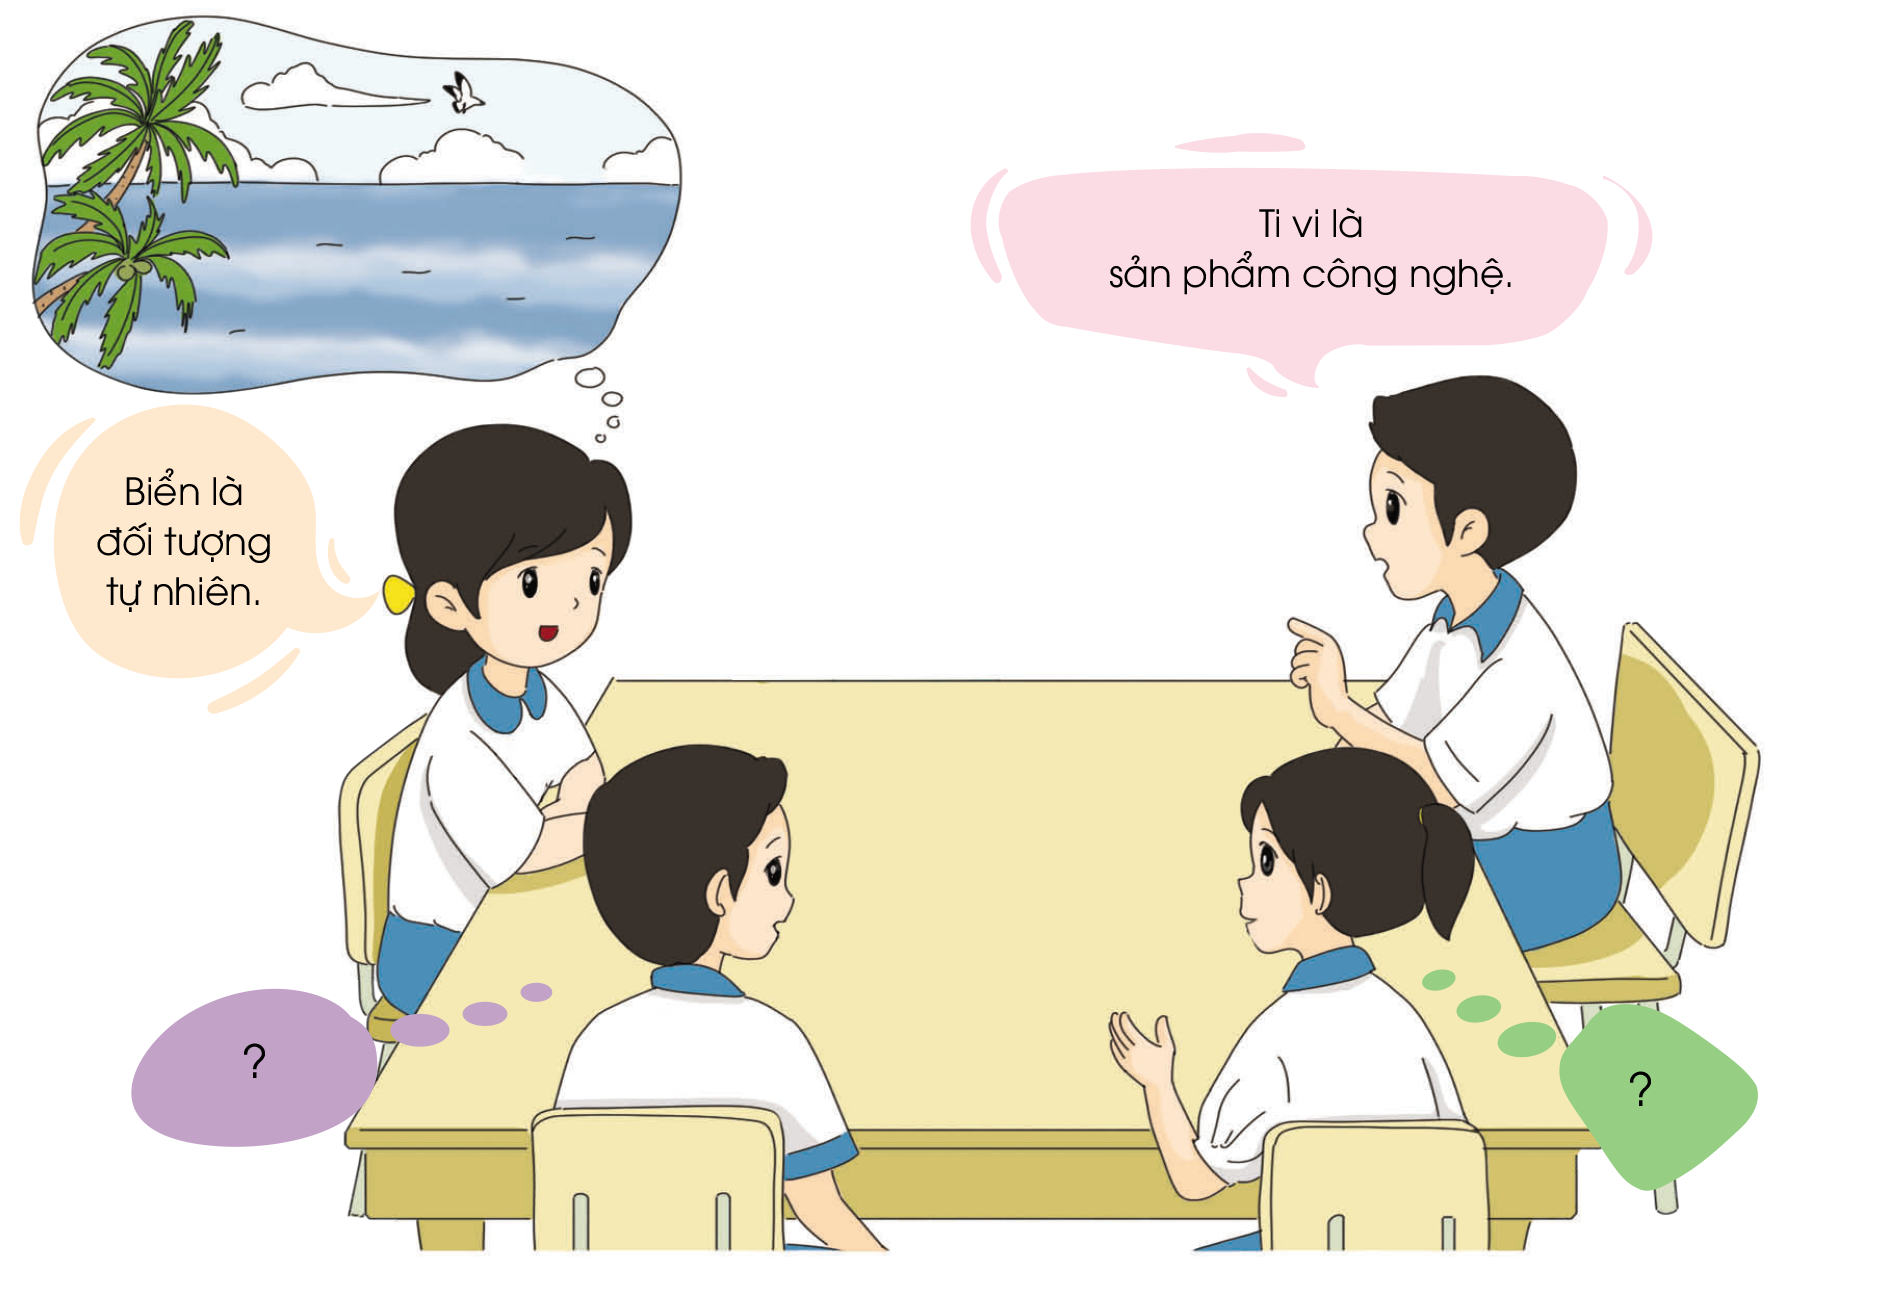 Ti vi là
sản phẩm công nghệ.
Biển là
đối tượng
tự nhiên.
?
?